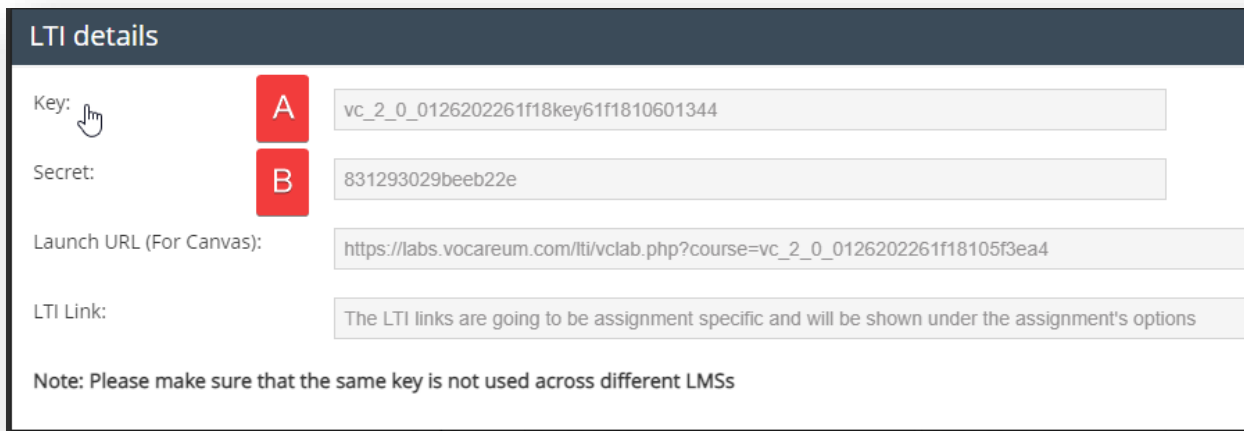 LTI details
Key: A vc_2_0_0126202261f18key61f1810601344
Secret: B 831293029beeb22e
Launch URL (For Canvas): https://labs.vocareum.com/lti/vclab.php?course=vc_2_0_0126202261f18105f3ea4
LTI Link: The LTI links are going to be assignment specific and will be shown under the assignment's options
Note: Please make sure that the same key is not used across different LMSs